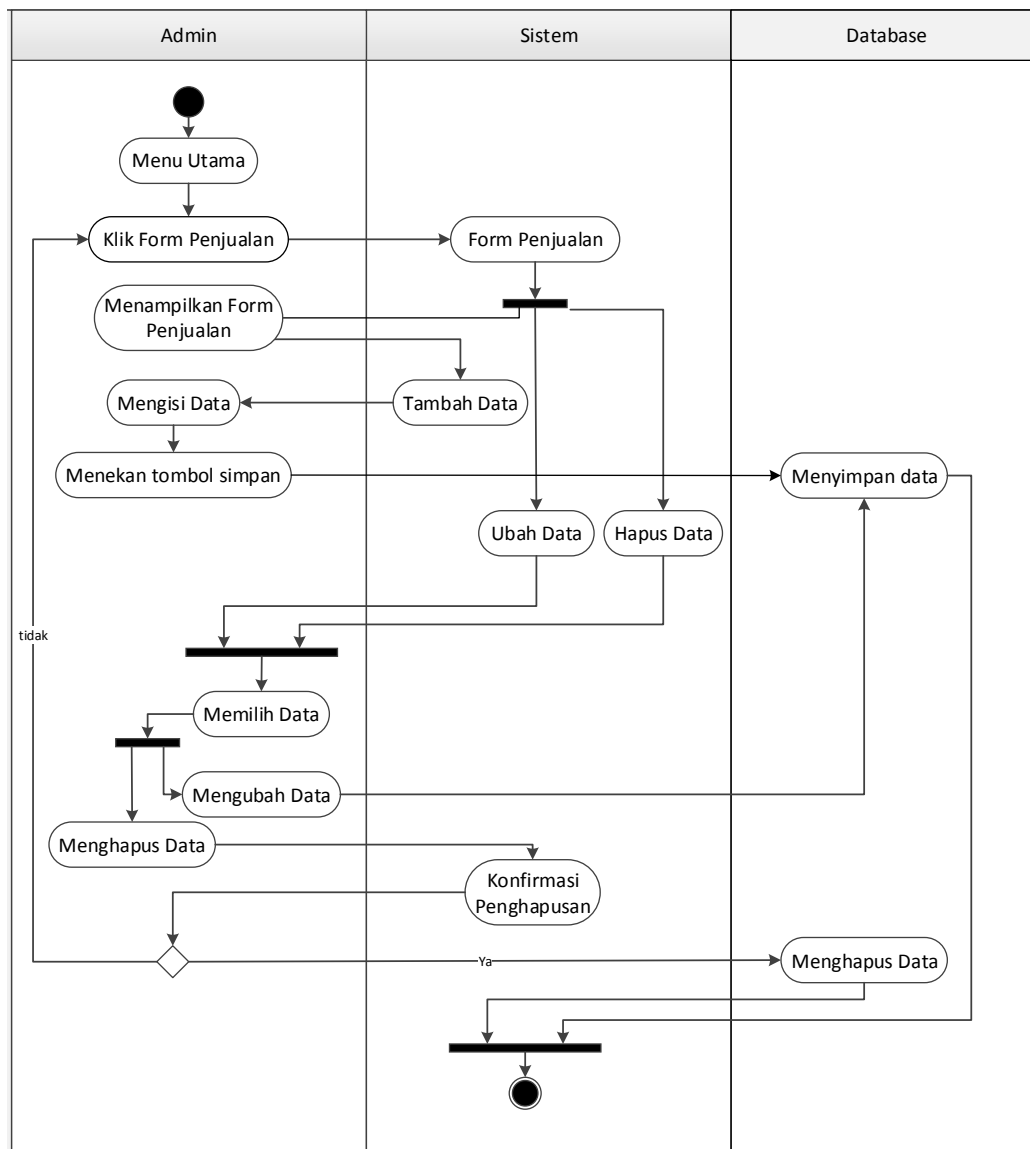 Admin
Sistem
Database
Menu Utama
Klik Form Penjualan
Form Penjualan
Menampilkan Form
Penjualan
Mengisi Data
Tambah Data
Menekan tombol simpan
Menyimpan data
Ubah Data
Hapus Data
tidak
Memilih Data
Mengubah Data
Menghapus Data
Konfirmasi
Penghapusan
Ya
Menghapus Data